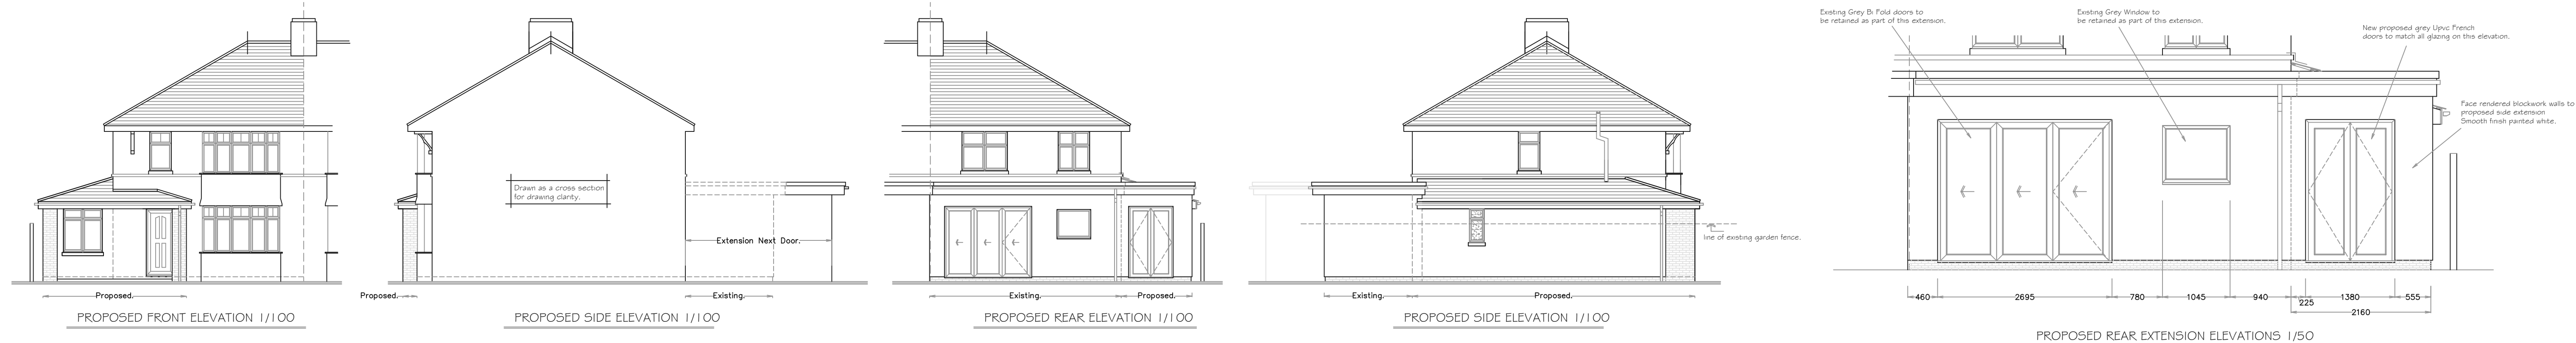 Proposed.
PROPOSED FRONT ELEVATION 1/100
Drawn as a cross section
for drawing clarity.
Extension Next Door.
Proposed.
Existing.
PROPOSED SIDE ELEVATION 1/100
Existing.
Proposed.
PROPOSED REAR ELEVATION 1/100
line of existing garden fence.
Existing.
Proposed.
PROPOSED SIDE ELEVATION 1/100
Existing Grey Bi Fold doors to
be retained as part of this extension.
Existing Grey Window to
be retained as part of this extension.
New proposed grey Upvc French
doors to match all glazing on this elevation.
Face rendered blockwork walls to
proposed side extension
Smooth finish painted white.
460
2695
780
1045
940
225
1380
555
2160
PROPOSED REAR EXTENSION ELEVATIONS 1/50